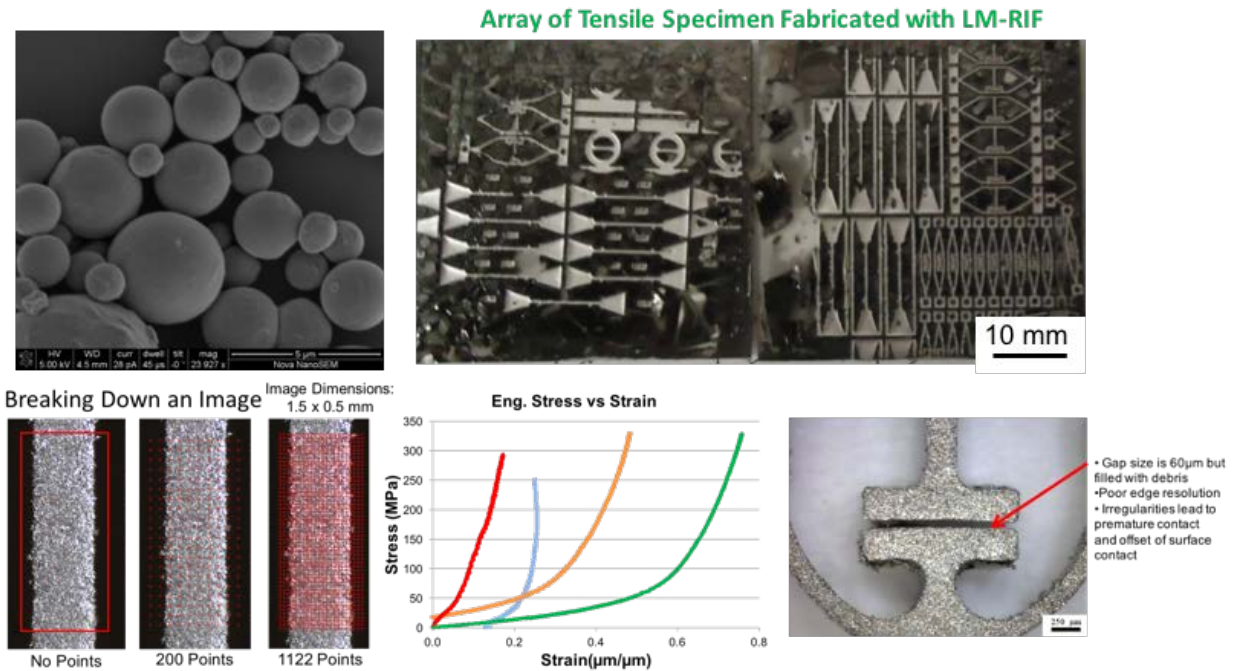 Array of Tensile Specimen Fabricated with LM-RIF
HV WD curr dwell tilt mag 5 µm
5.00 kV 4.5 mm 28 pA 45 µs -0 ° 23 927 x Nova NanoSEM
10 mm
Breaking Down an Image
Image Dimensions:
1.5 x 0.5 mm
No Points
200 Points
1122 Points
Eng. Stress vs Strain
Stress (MPa)
350
300
250
200
150
100
50
0
0.0 0.2 0.4 0.6 0.8
Strain(µm/µm)
• Gap size is 60µm but
filled with debris
•Poor edge resolution
• Irregularities lead to
premature contact
and offset of surface
contact
250 µm